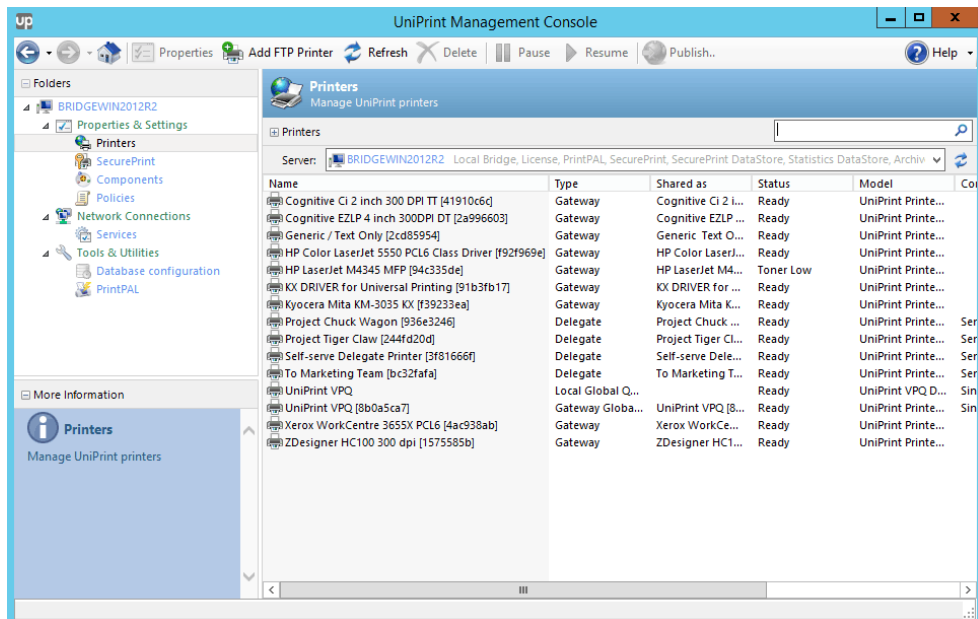 up UniPrint Management Console
Properties Add FTP Printer Refresh Delete Pause Resume Publish.. Help
Folders
BRIDGEWIN2012R2
Properties & Settings
Printers
SecurePrint
Components
Policies
Network Connections
Services
Tools & Utilities
Database configuration
PrintPAL
More Information
Printers
Manage UniPrint printers
Printers
Manage UniPrint printers
Printers
Server: BRIDGEWIN2012R2 Local Bridge, License, PrintPAL, SecurePrint, SecurePrint DataStore, Statistics DataStore, Archiv
Name Type Shared as Status Model Co
Cognitive Ci 2 inch 300 DPI TT [41910c6c] Gateway Cognitive Ci 2 i... Ready UniPrint Printe...
Cognitive EZLP 4 inch 300DPI DT [2a996603] Gateway Cognitive EZLP ... Ready UniPrint Printe...
Generic / Text Only [2cd85954] Gateway Generic Text O... Ready UniPrint Printe...
HP Color LaserJet 5550 PCL6 Class Driver [f92f969e] Gateway HP Color LaserJ... Ready UniPrint Printe...
HP LaserJet M4345 MFP [94c335de] Gateway HP LaserJet M4... Toner Low UniPrint Printe...
KX DRIVER for Universal Printing [91b3fb17] Gateway KX DRIVER for ... Ready UniPrint Printe...
Kyocera Mita KM-3035 KX [f39233ea] Gateway Kyocera Mita K... Ready UniPrint Printe...
Project Chuck Wagon [936e3246] Delegate Project Chuck ... Ready UniPrint Printe... Ser
Project Tiger Claw [244fd20d] Delegate Project Tiger Cl... Ready UniPrint Printe... Ser
Self-serve Delegate Printer [3f81666f] Delegate Self-serve Dele... Ready UniPrint Printe... Ser
To Marketing Team [bc32fafa] Delegate To Marketing T... Ready UniPrint Printe... Ser
UniPrint VPQ Local Global Q... Ready UniPrint VPQ D... Sin
UniPrint VPQ [8b0a5ca7] Gateway Globa... UniPrint VPQ [8... Ready UniPrint Printe... Sin
Xerox WorkCentre 3655X PCL6 [4ac938ab] Gateway Xerox WorkCe... Ready UniPrint Printe...
ZDesigner HC100 300 dpi [1575585b] Gateway ZDesigner HC1... Ready UniPrint Printe...